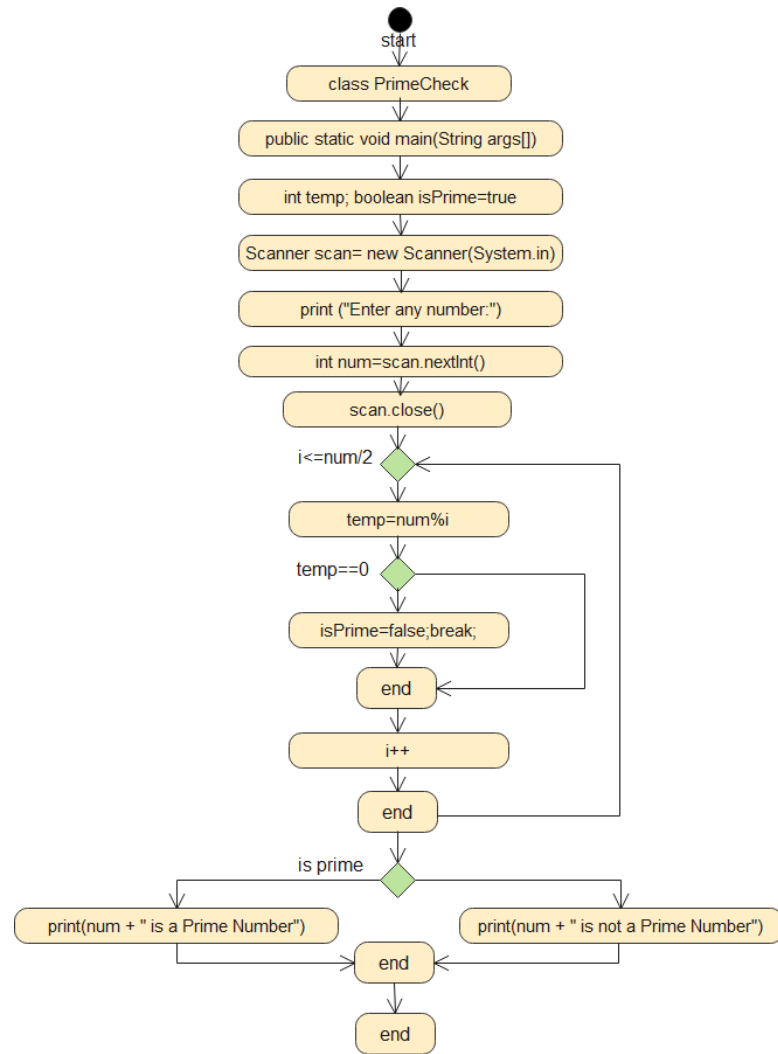 start
class PrimeCheck
public static void main(String args[])
int temp; boolean isPrime=true
Scanner scan= new Scanner(System.in)
print ("Enter any number:")
int num=scan.nextInt()
scan.close()
i<=num/2
temp=num%i
temp==0
isPrime=false;break;
end
i++
end
is prime
print(num + " is a Prime Number")
print(num + " is not a Prime Number")
end
end